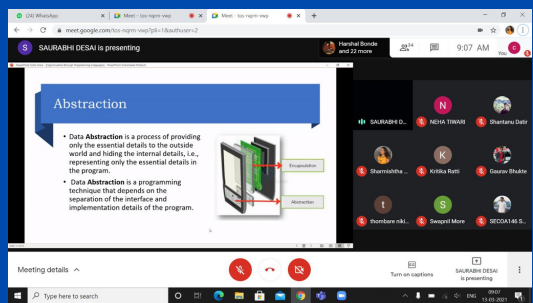 (24) WhatsApp
Meet - tos-nqrm-vwp
Meet - tos-nqrm-vwp
meet.google.com/tos-nqrm-vwp?pli=1&authuser=2
S SAURABHI DESAI is presenting
Harshal Bonde
and 22 more
24
9:07 AM
You
Abstraction
• Data Abstraction is a process of providing
only the essential details to the outside
world and hiding the internal details, i.e.,
representing only the essential details in
the program.
• Data Abstraction is a programming
technique that depends on the
separation of the interface and
implementation details of the program.
Encapsulation
Abstraction
SAURABHI D...
N
NEHA TIWARI
Shantanu Datir
Sharmishtha ...
K
Kritika Ratti
Gaurav Bhukte
t
thombare niki...
S
Swapnil More
SECOA146 S...
Meeting details
Turn on captions
SAURABHI DESAI
is presenting
Type here to search
ENG
09:07
13-03-2021